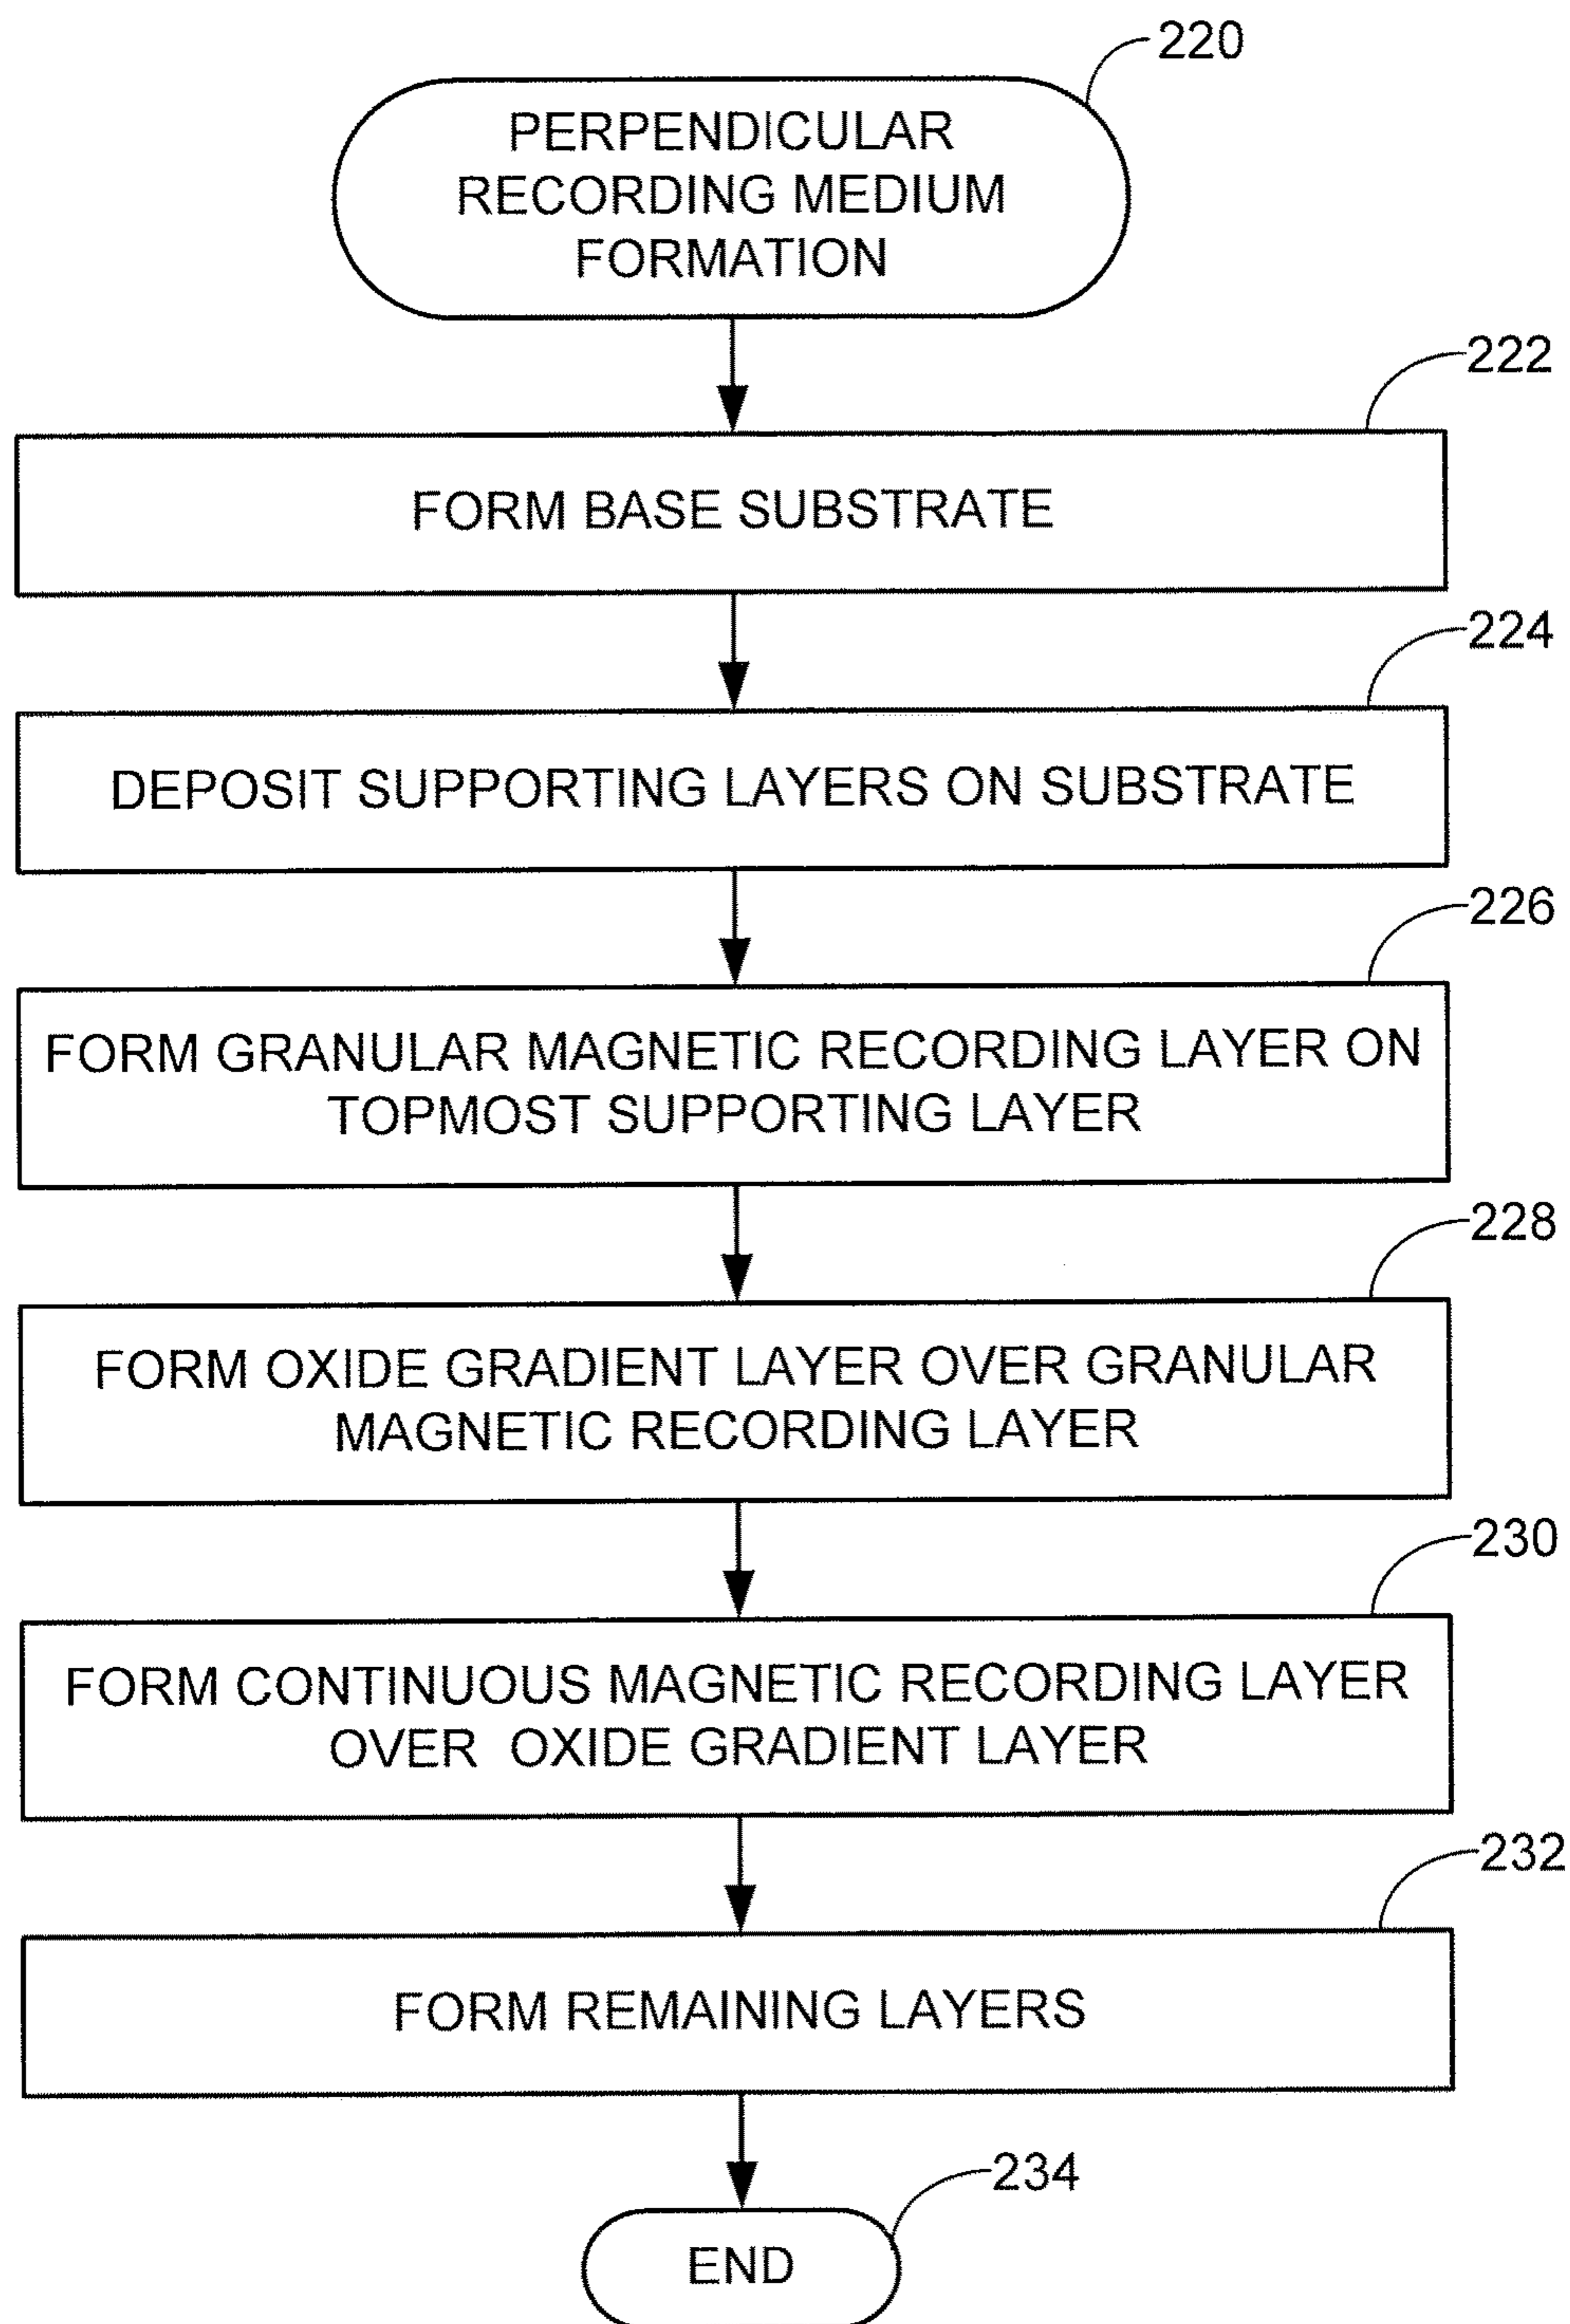 220
PERPENDICULAR
RECORDING MEDIUM
FORMATION
222
FORM BASE SUBSTRATE
224
DEPOSIT SUPPORTING LAYERS ON SUBSTRATE
226
FORM GRANULAR MAGNETIC RECORDING LAYER ON
TOPMOST SUPPORTING LAYER
228
FORM OXIDE GRADIENT LAYER OVER GRANULAR
MAGNETIC RECORDING LAYER
230
FORM CONTINUOUS MAGNETIC RECORDING LAYER
OVER OXIDE GRADIENT LAYER
232
FORM REMAINING LAYERS
234
END